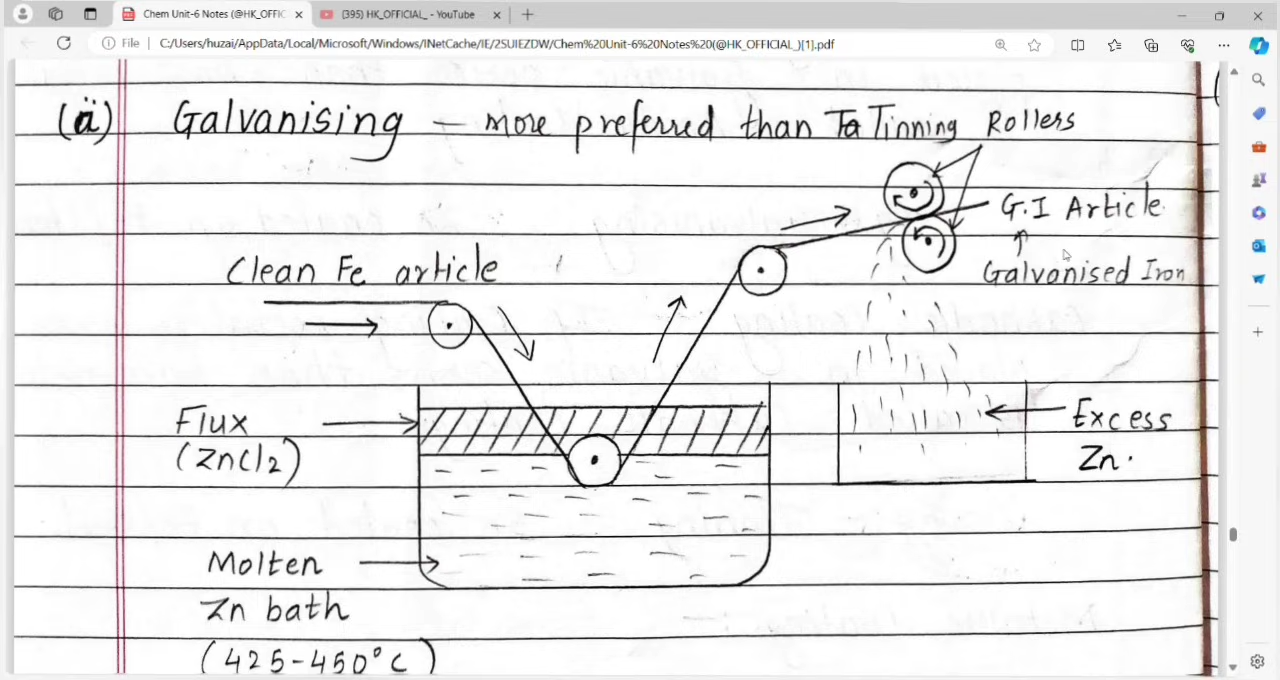 Chem Unit-6 Notes (@HK_OFFIC
(395) HK_OFFICIAL_ - YouTube
File
C:/Users/huzai/AppData/Local/Microsoft/Windows/INetCache/IE/2SUIEZDW/Chem%20Unit-6%20Notes%20(@HK_OFFICIAL_)[1].pdf
(ii) Galvanising – more preferred than Tinning
Rollers
G.I Article
Galvanised Iron
Clean Fe article
Flux
(ZnCl2)
Excess
Zn.
Molten
Zn bath
(425-450°C)